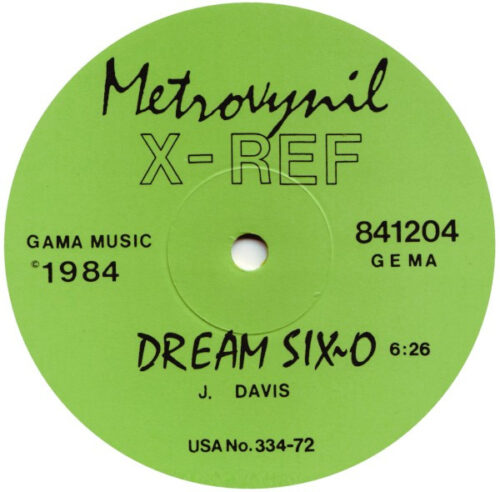 Metrovynil
X-REF
GAMA MUSIC
©1984
841204
GEMA
DREAM SIX~O 6:26
J. DAVIS
USA No. 334-72